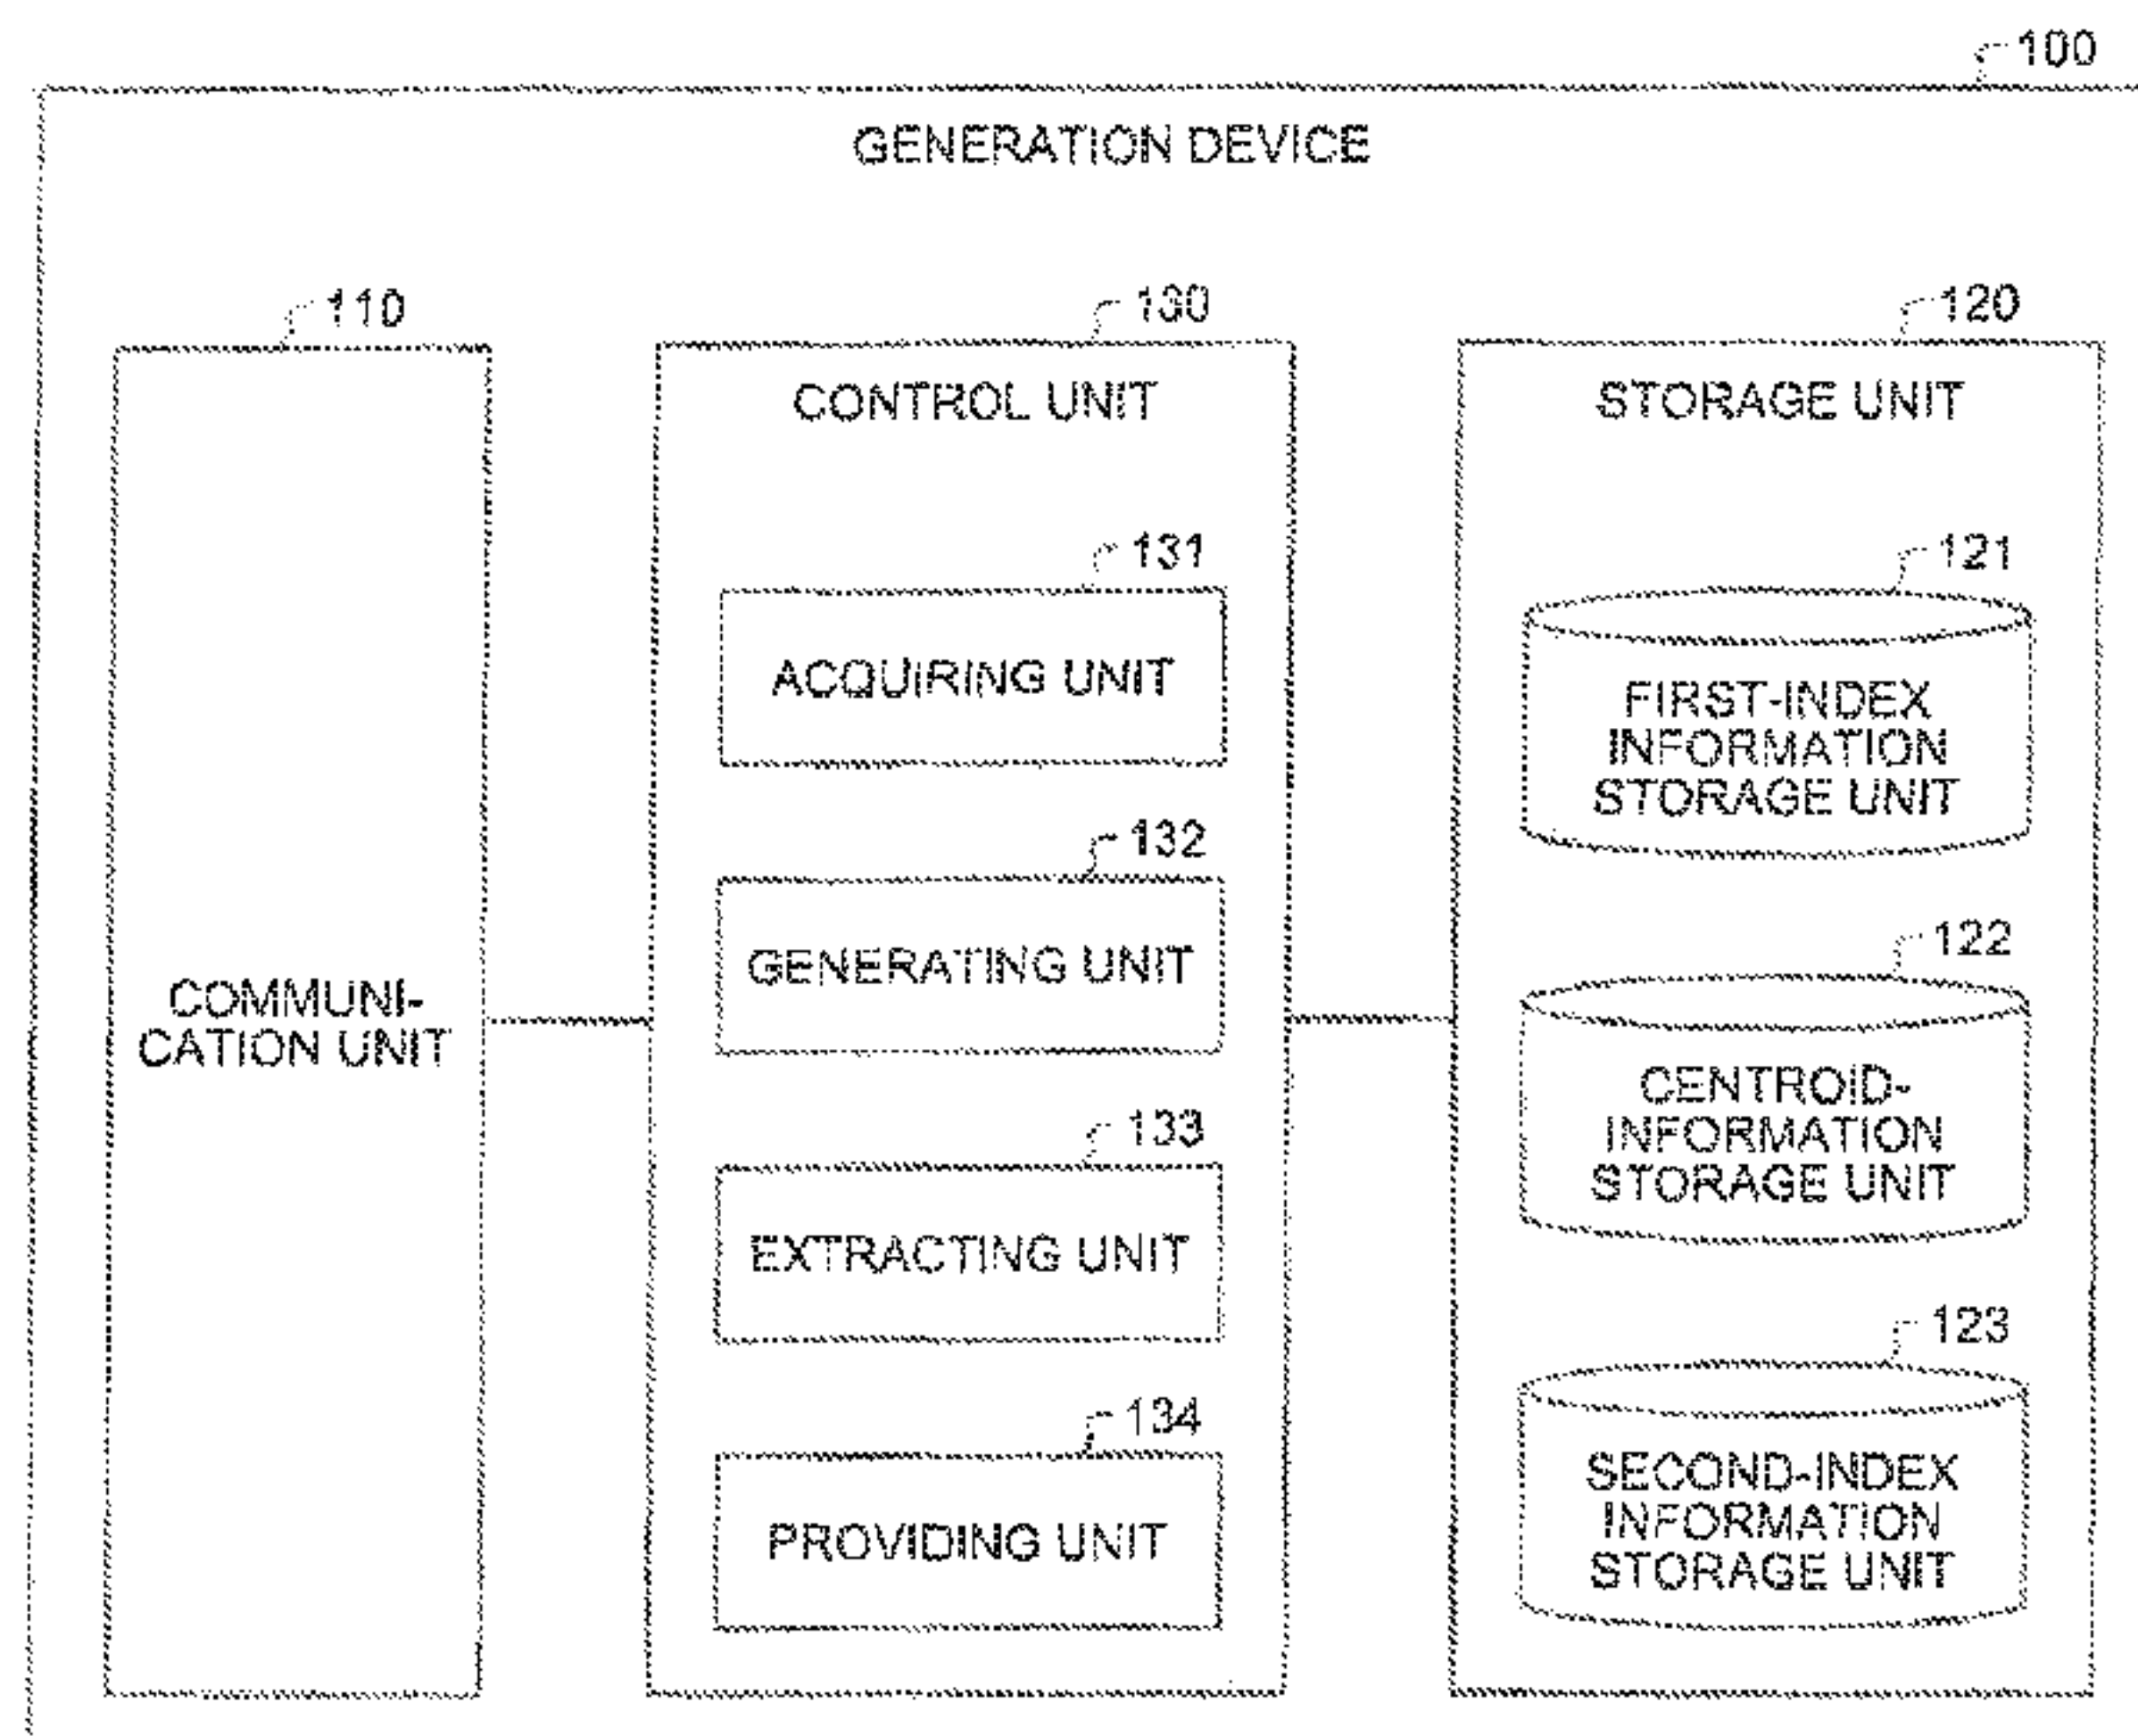 100
GENERATION DEVICE
110
COMMUNI-
CATION UNIT
130
CONTROL UNIT
131
ACQUIRING UNIT
132
GENERATING UNIT
133
EXTRACTING UNIT
134
PROVIDING UNIT
120
STORAGE UNIT
121
FIRST-INDEX
INFORMATION
STORAGE UNIT
122
CENTROID-
INFORMATION
STORAGE UNIT
123
SECOND-INDEX
INFORMATION
STORAGE UNIT